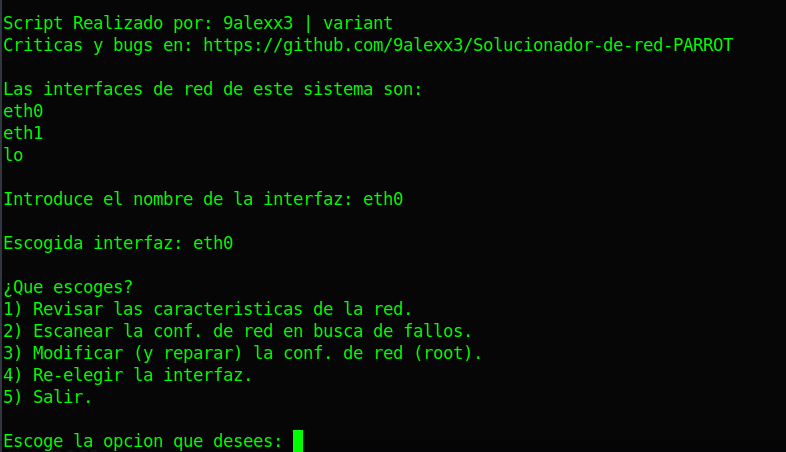 Script Realizado por: 9alexx3 | variant
Criticas y bugs en: https://github.com/9alexx3/Solucionador-de-red-PARROT
Las interfaces de red de este sistema son:
eth0
eth1
lo
Introduce el nombre de la interfaz: eth0
Escogida interfaz: eth0
¿Que escoges?
1) Revisar las caracteristicas de la red.
2) Escanear la conf. de red en busca de fallos.
3) Modificar (y reparar) la conf. de red (root).
4) Re-elegir la interfaz.
5) Salir.
Escoge la opcion que desees: